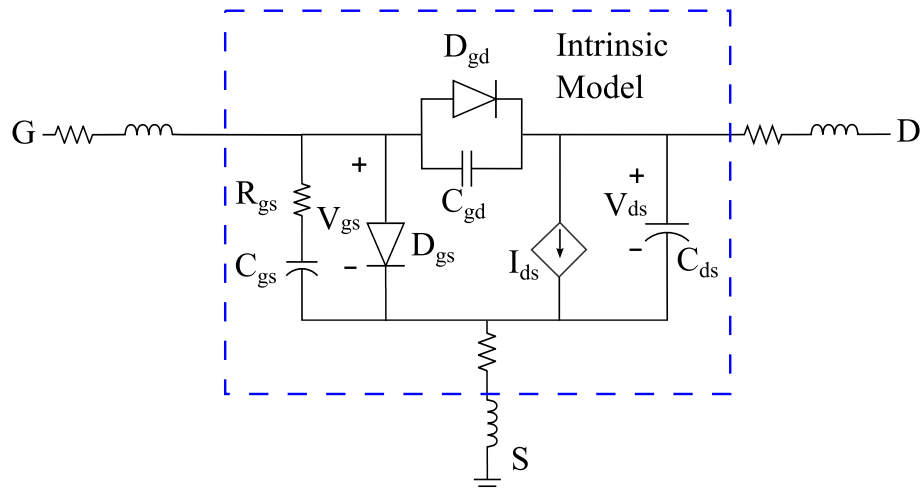 Intrinsic
Model
D_gd
G
D
+
+
R_gs
V_gs
C_gd
V_ds
D_gs
-
-
C_gs
I_ds
C_ds
S